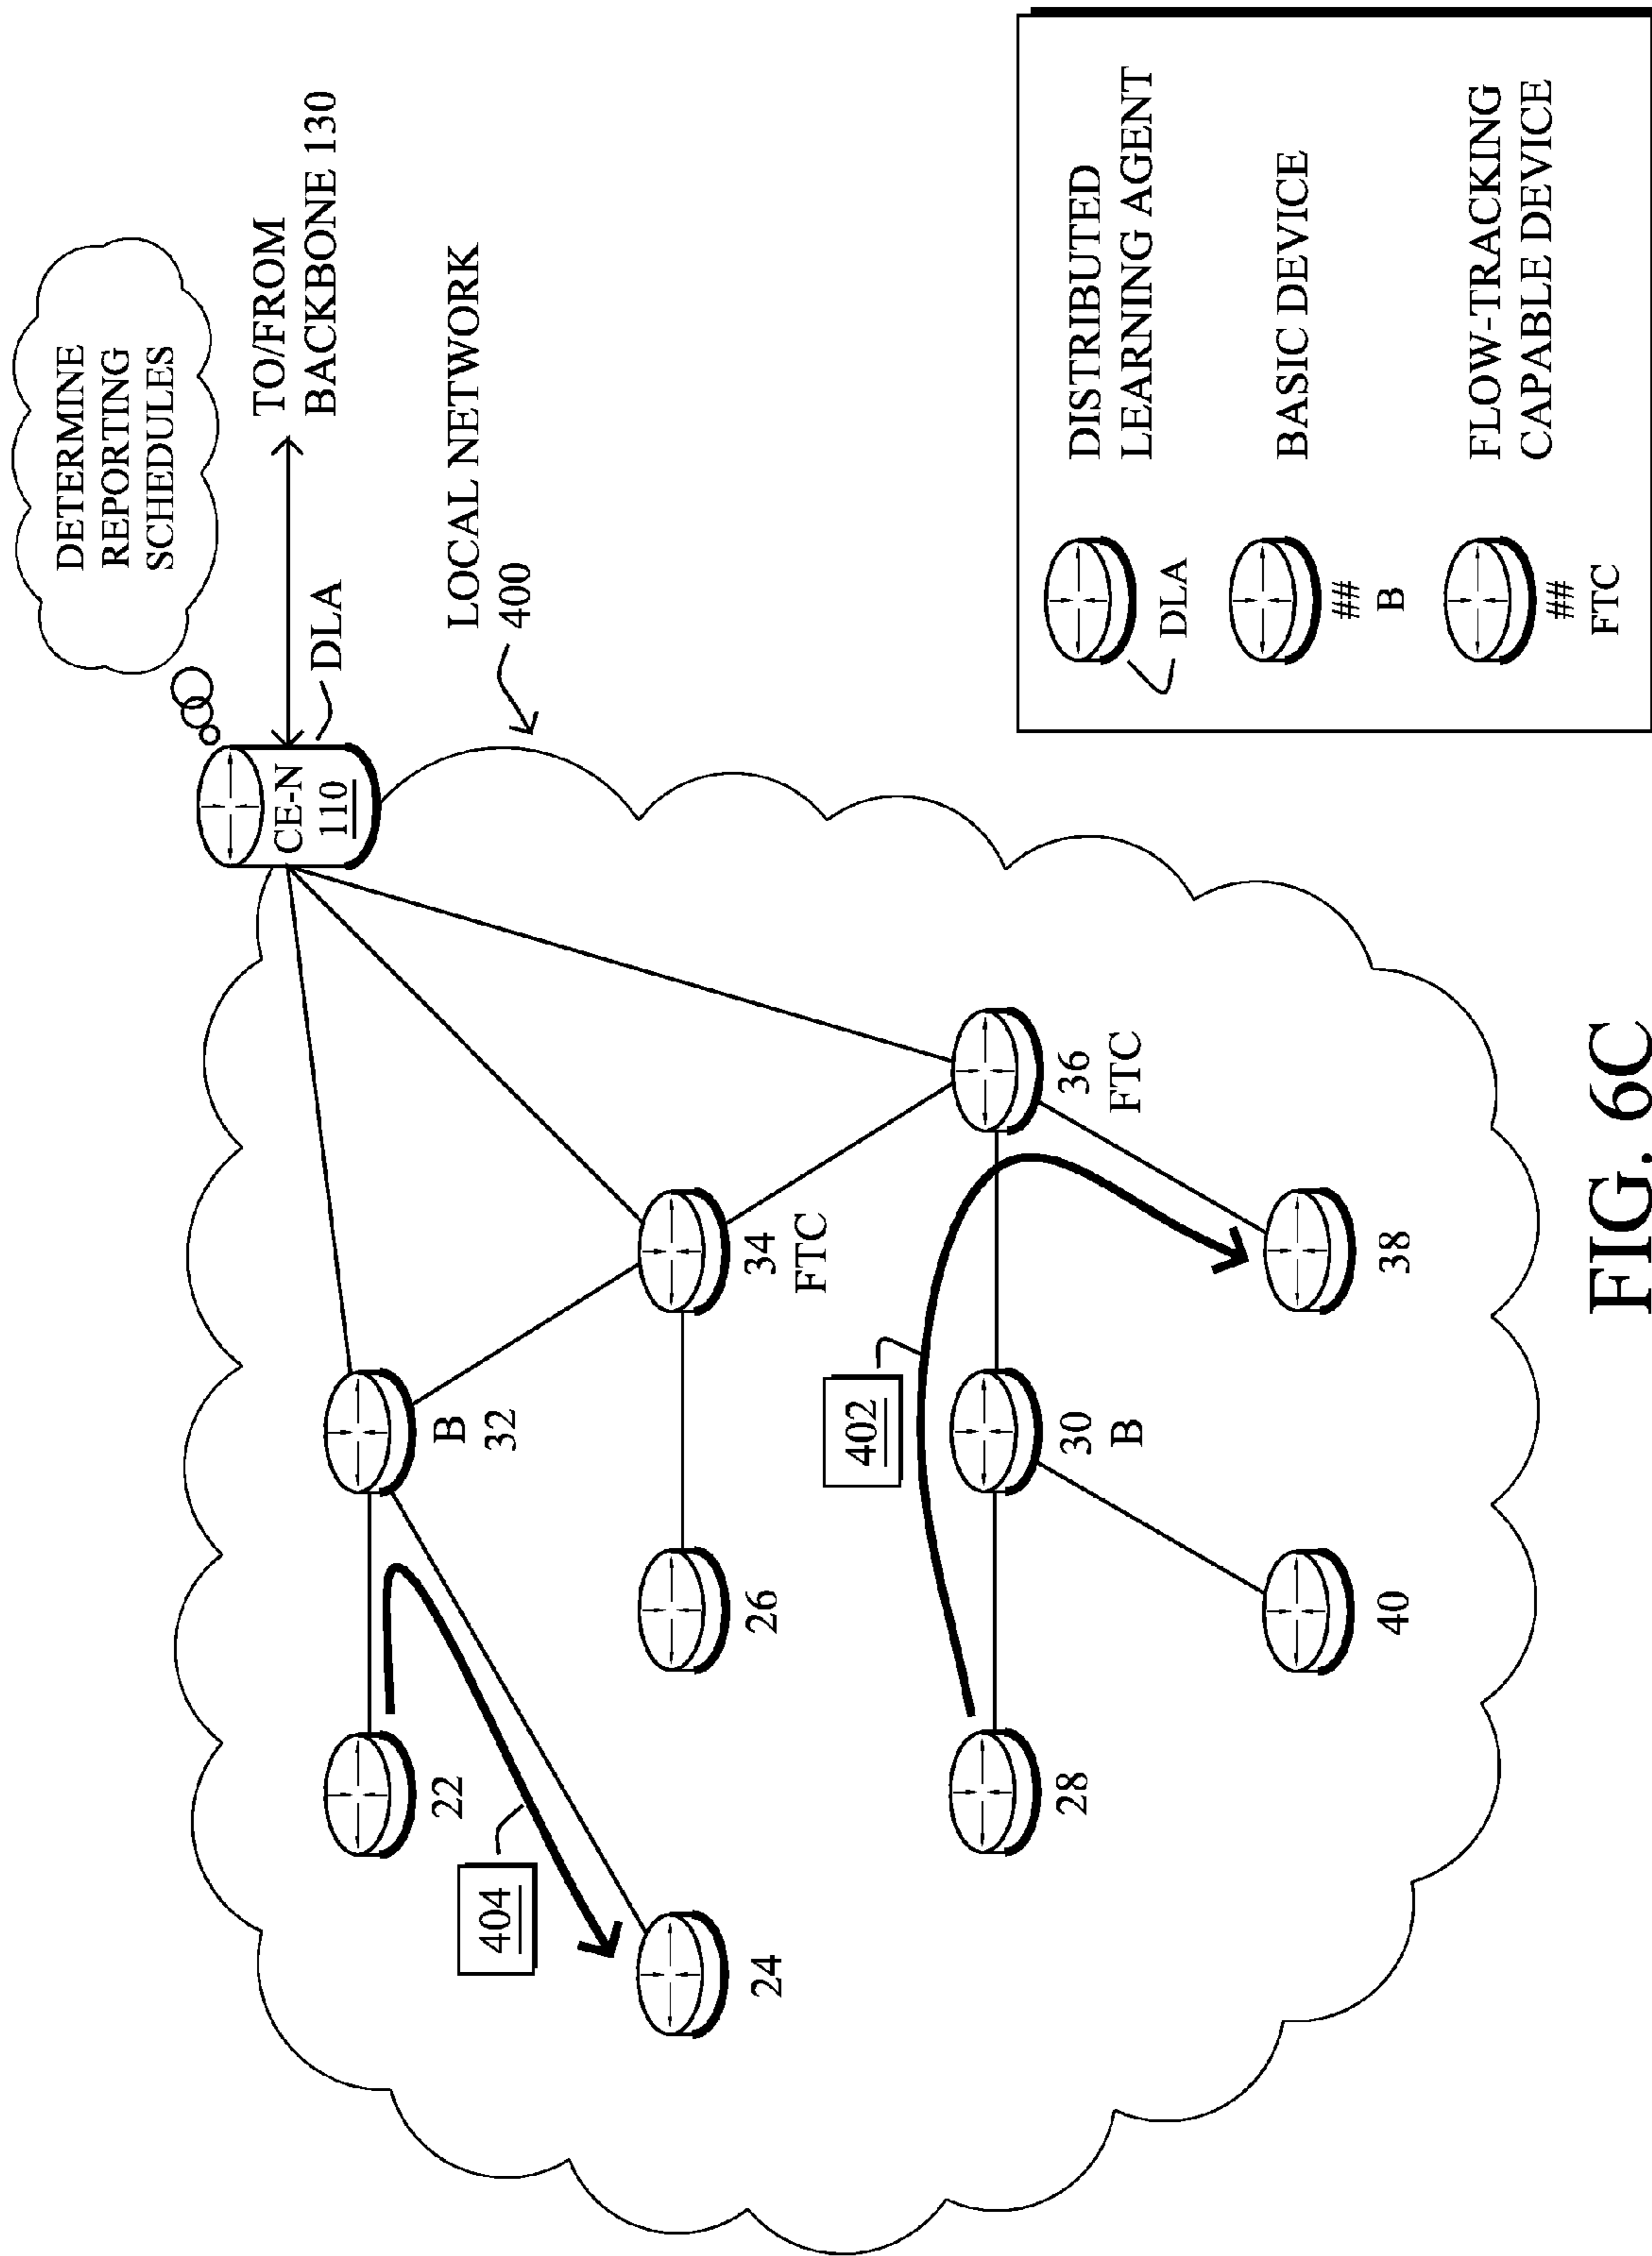 DETERMINE
REPORTING
SCHEDULES
TO/FROM
BACKBONE 130
CE-N
110
DLA
LOCAL NETWORK
400
B
32
22
404
24
34
FTC
26
402
36
FTC
30
B
28
38
40
DLA
DISTRIBUTED
LEARNING AGENT
##
B
BASIC DEVICE
##
FTC
FLOW-TRACKING
CAPABLE DEVICE
FIG. 6C